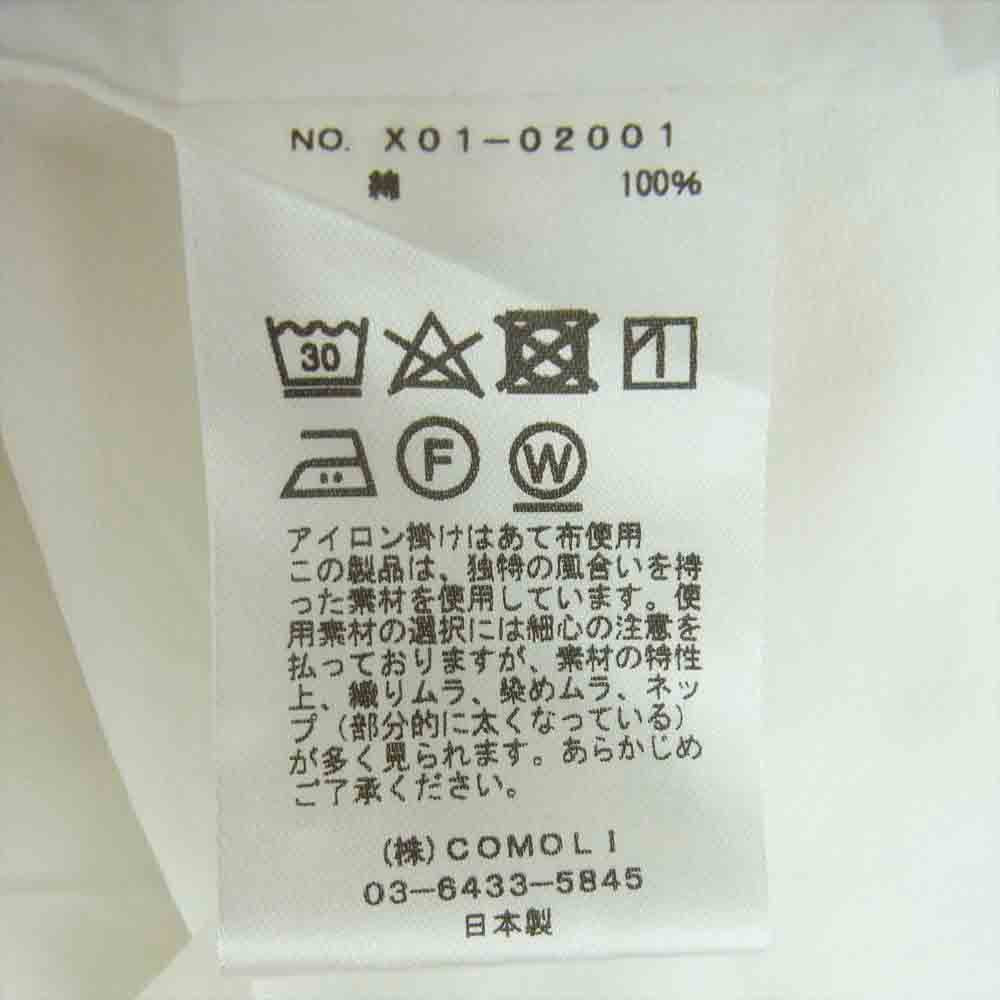 NO. X01-02001
綿 100%
30
F W
アイロン掛けはあて布使用
この製品は、独特の風合いを持
った素材を使用しています。使
用素材の選択には細心の注意を
払っておりますが、素材の特性
上、織りムラ、染めムラ、ネッ
プ(部分的に太くなっている)
が多く見られます。あらかじめ
ご了承ください。
(株)COMOLI
03-6433-5845
日本製